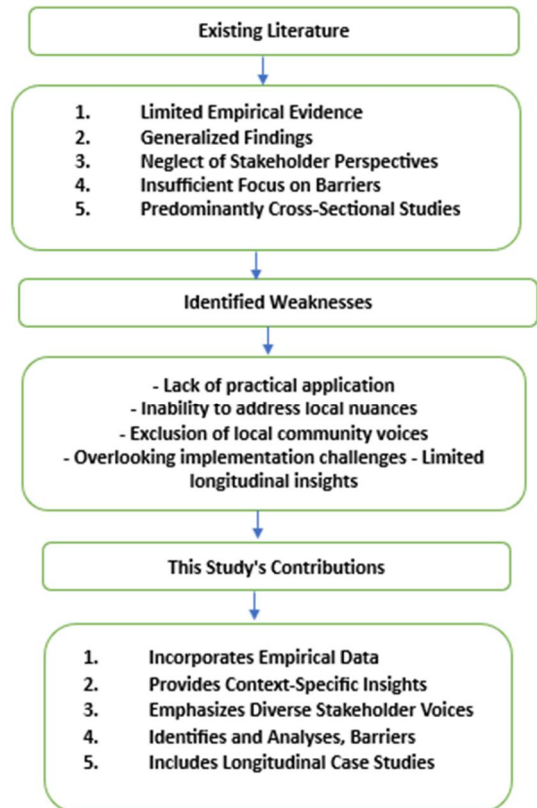 Existing Literature
1. Limited Empirical Evidence
2. Generalized Findings
3. Neglect of Stakeholder Perspectives
4. Insufficient Focus on Barriers
5. Predominantly Cross-Sectional Studies
Identified Weaknesses
- Lack of practical application
- Inability to address local nuances
- Exclusion of local community voices
- Overlooking implementation challenges - Limited
longitudinal insights
This Study's Contributions
1. Incorporates Empirical Data
2. Provides Context-Specific Insights
3. Emphasizes Diverse Stakeholder Voices
4. Identifies and Analyses, Barriers
5. Includes Longitudinal Case Studies